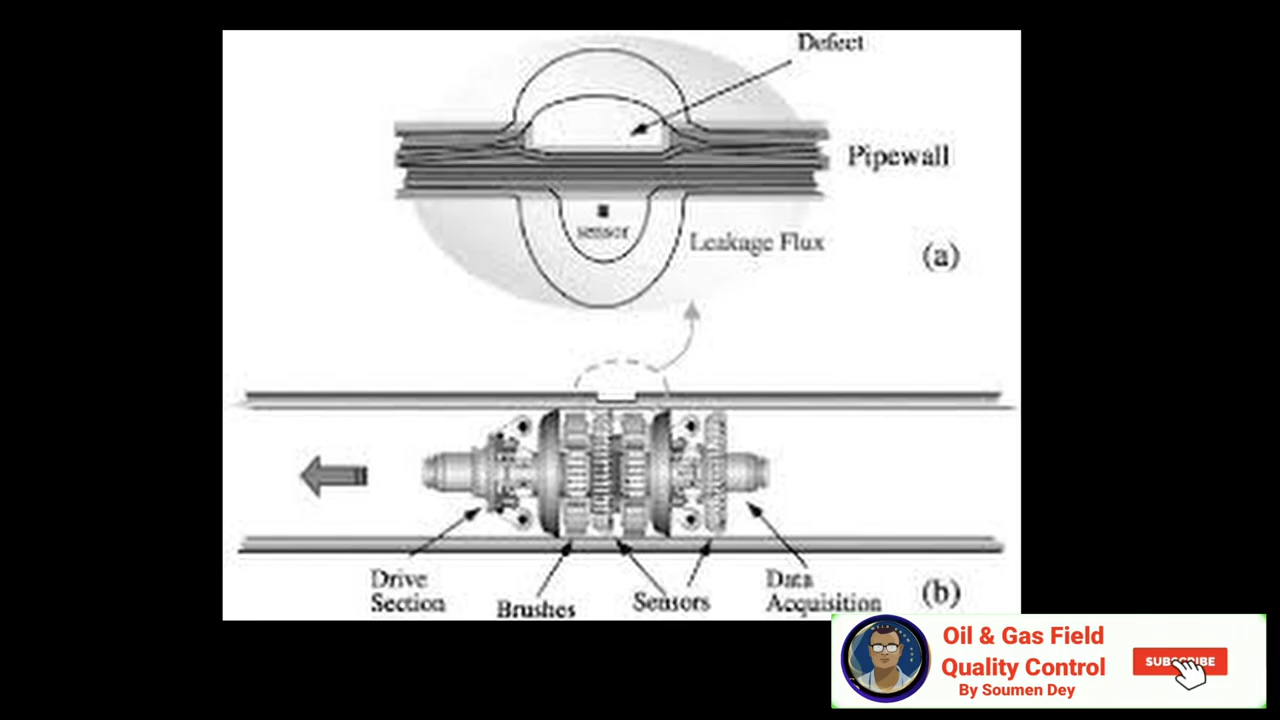 Defect
Pipewall
sensor
Leakage Flux
(a)
Drive
Section
Brushes
Sensors
Data
Acquisition
(b)
Oil & Gas Field
Quality Control
By Soumen Dey
SUBSCRIBE